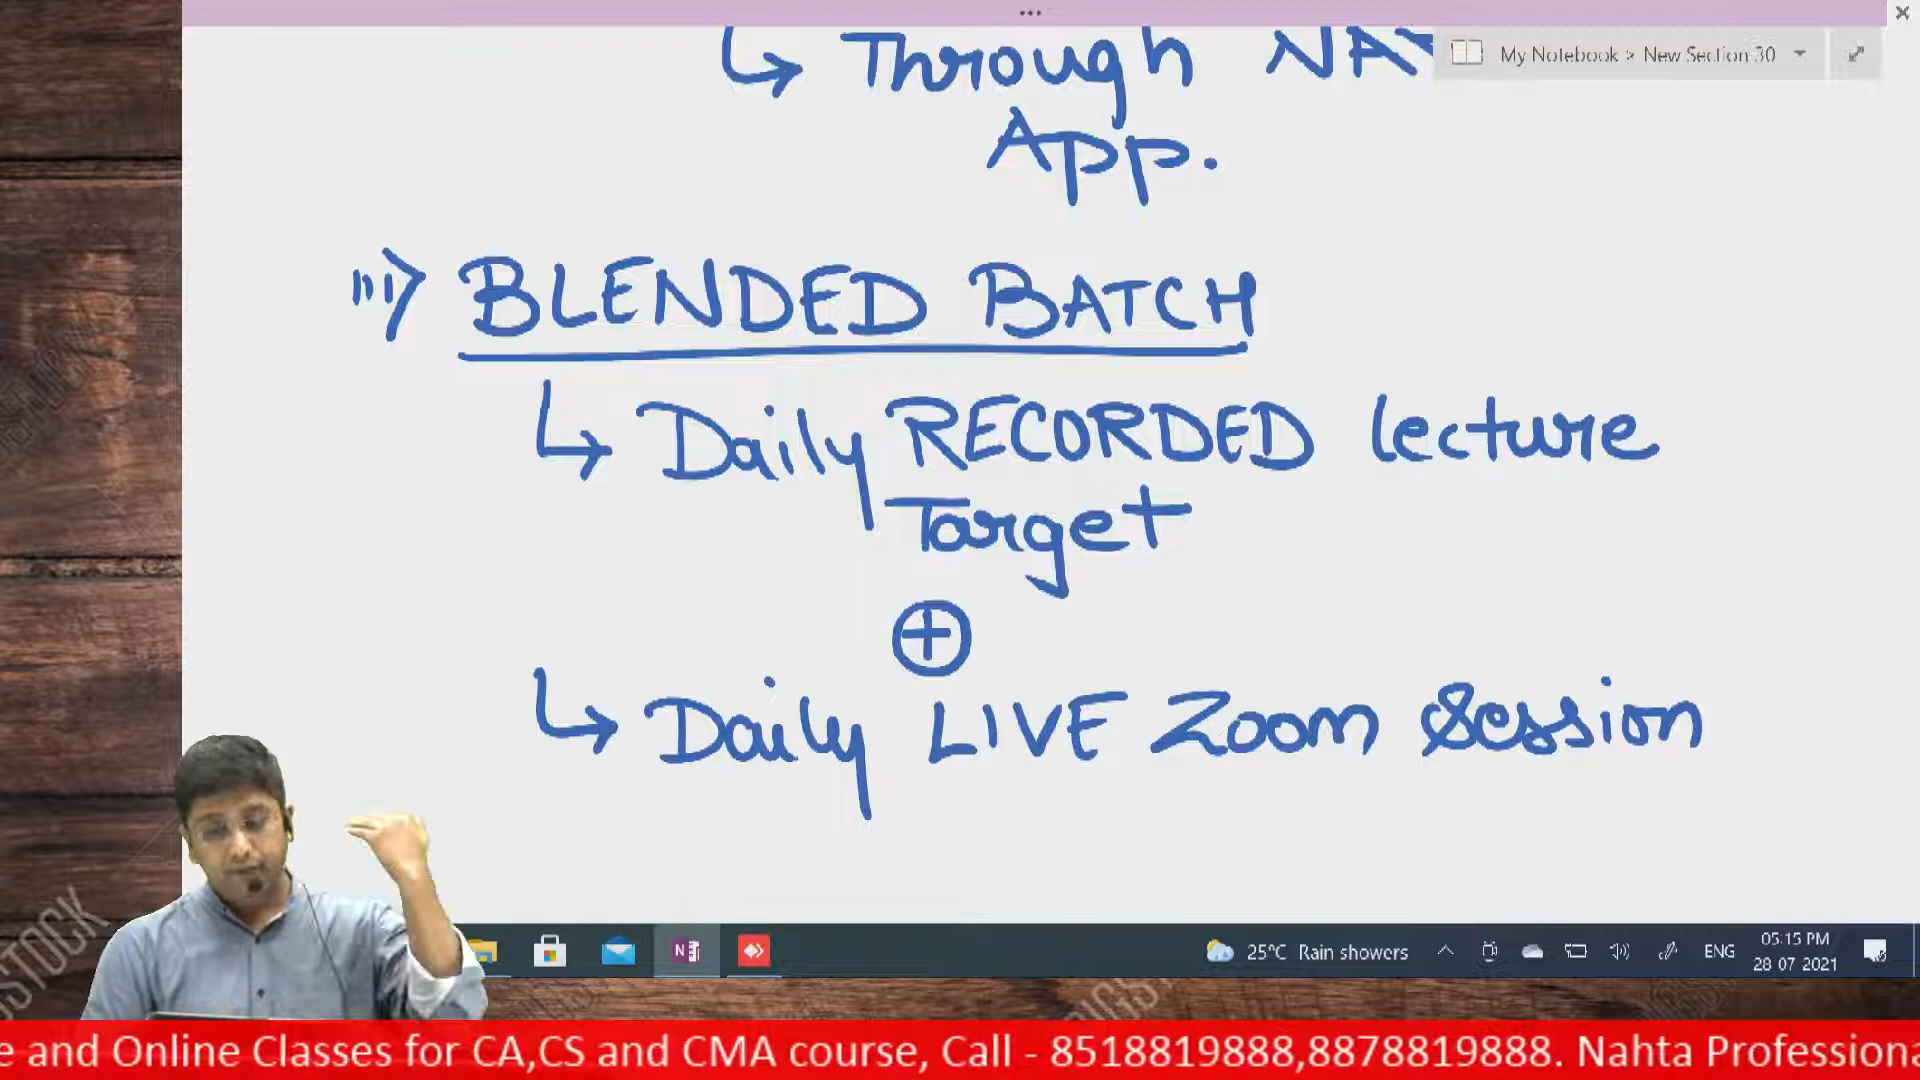 ↳ Through NA
My Notebook > New Section 30
App.
iii) BLENDED BATCH
↳ Daily RECORDED lecture
Target
+
↳ Daily LIVE Zoom Session
25°C Rain showers
ENG
05:15 PM
28-07-2021
e and Online Classes for CA,CS and CMA course, Call - 8518819888,8878819888. Nahta Professiona